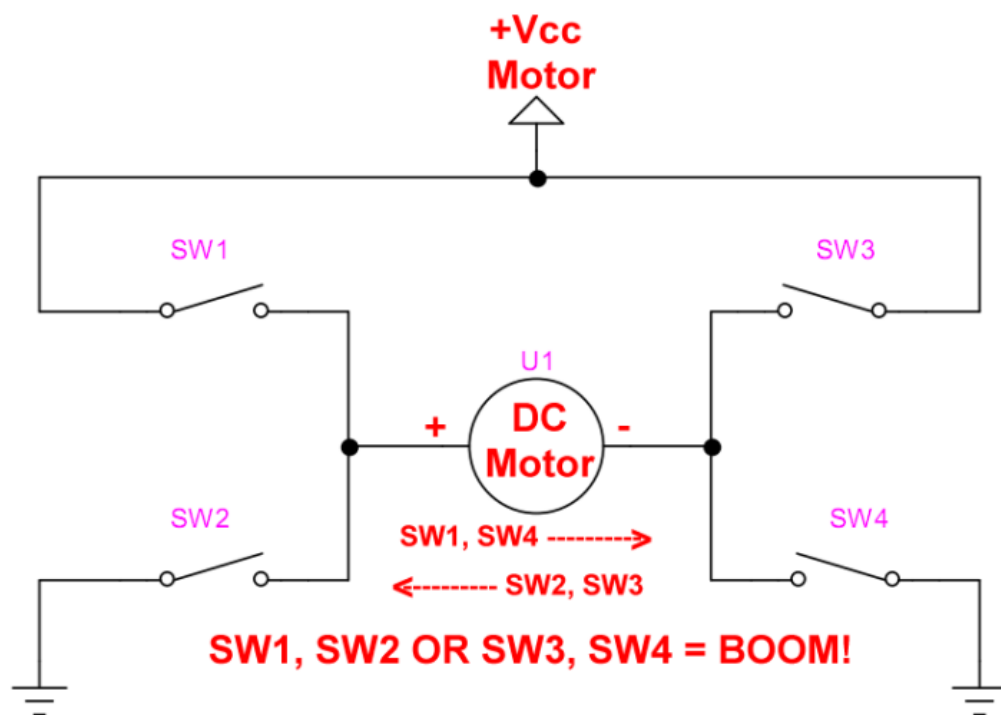 +Vcc
Motor
SW1
SW3
U1
+
DC
-
Motor
SW2
SW4
SW1, SW4 --------->
<--------- SW2, SW3
SW1, SW2 OR SW3, SW4 = BOOM!